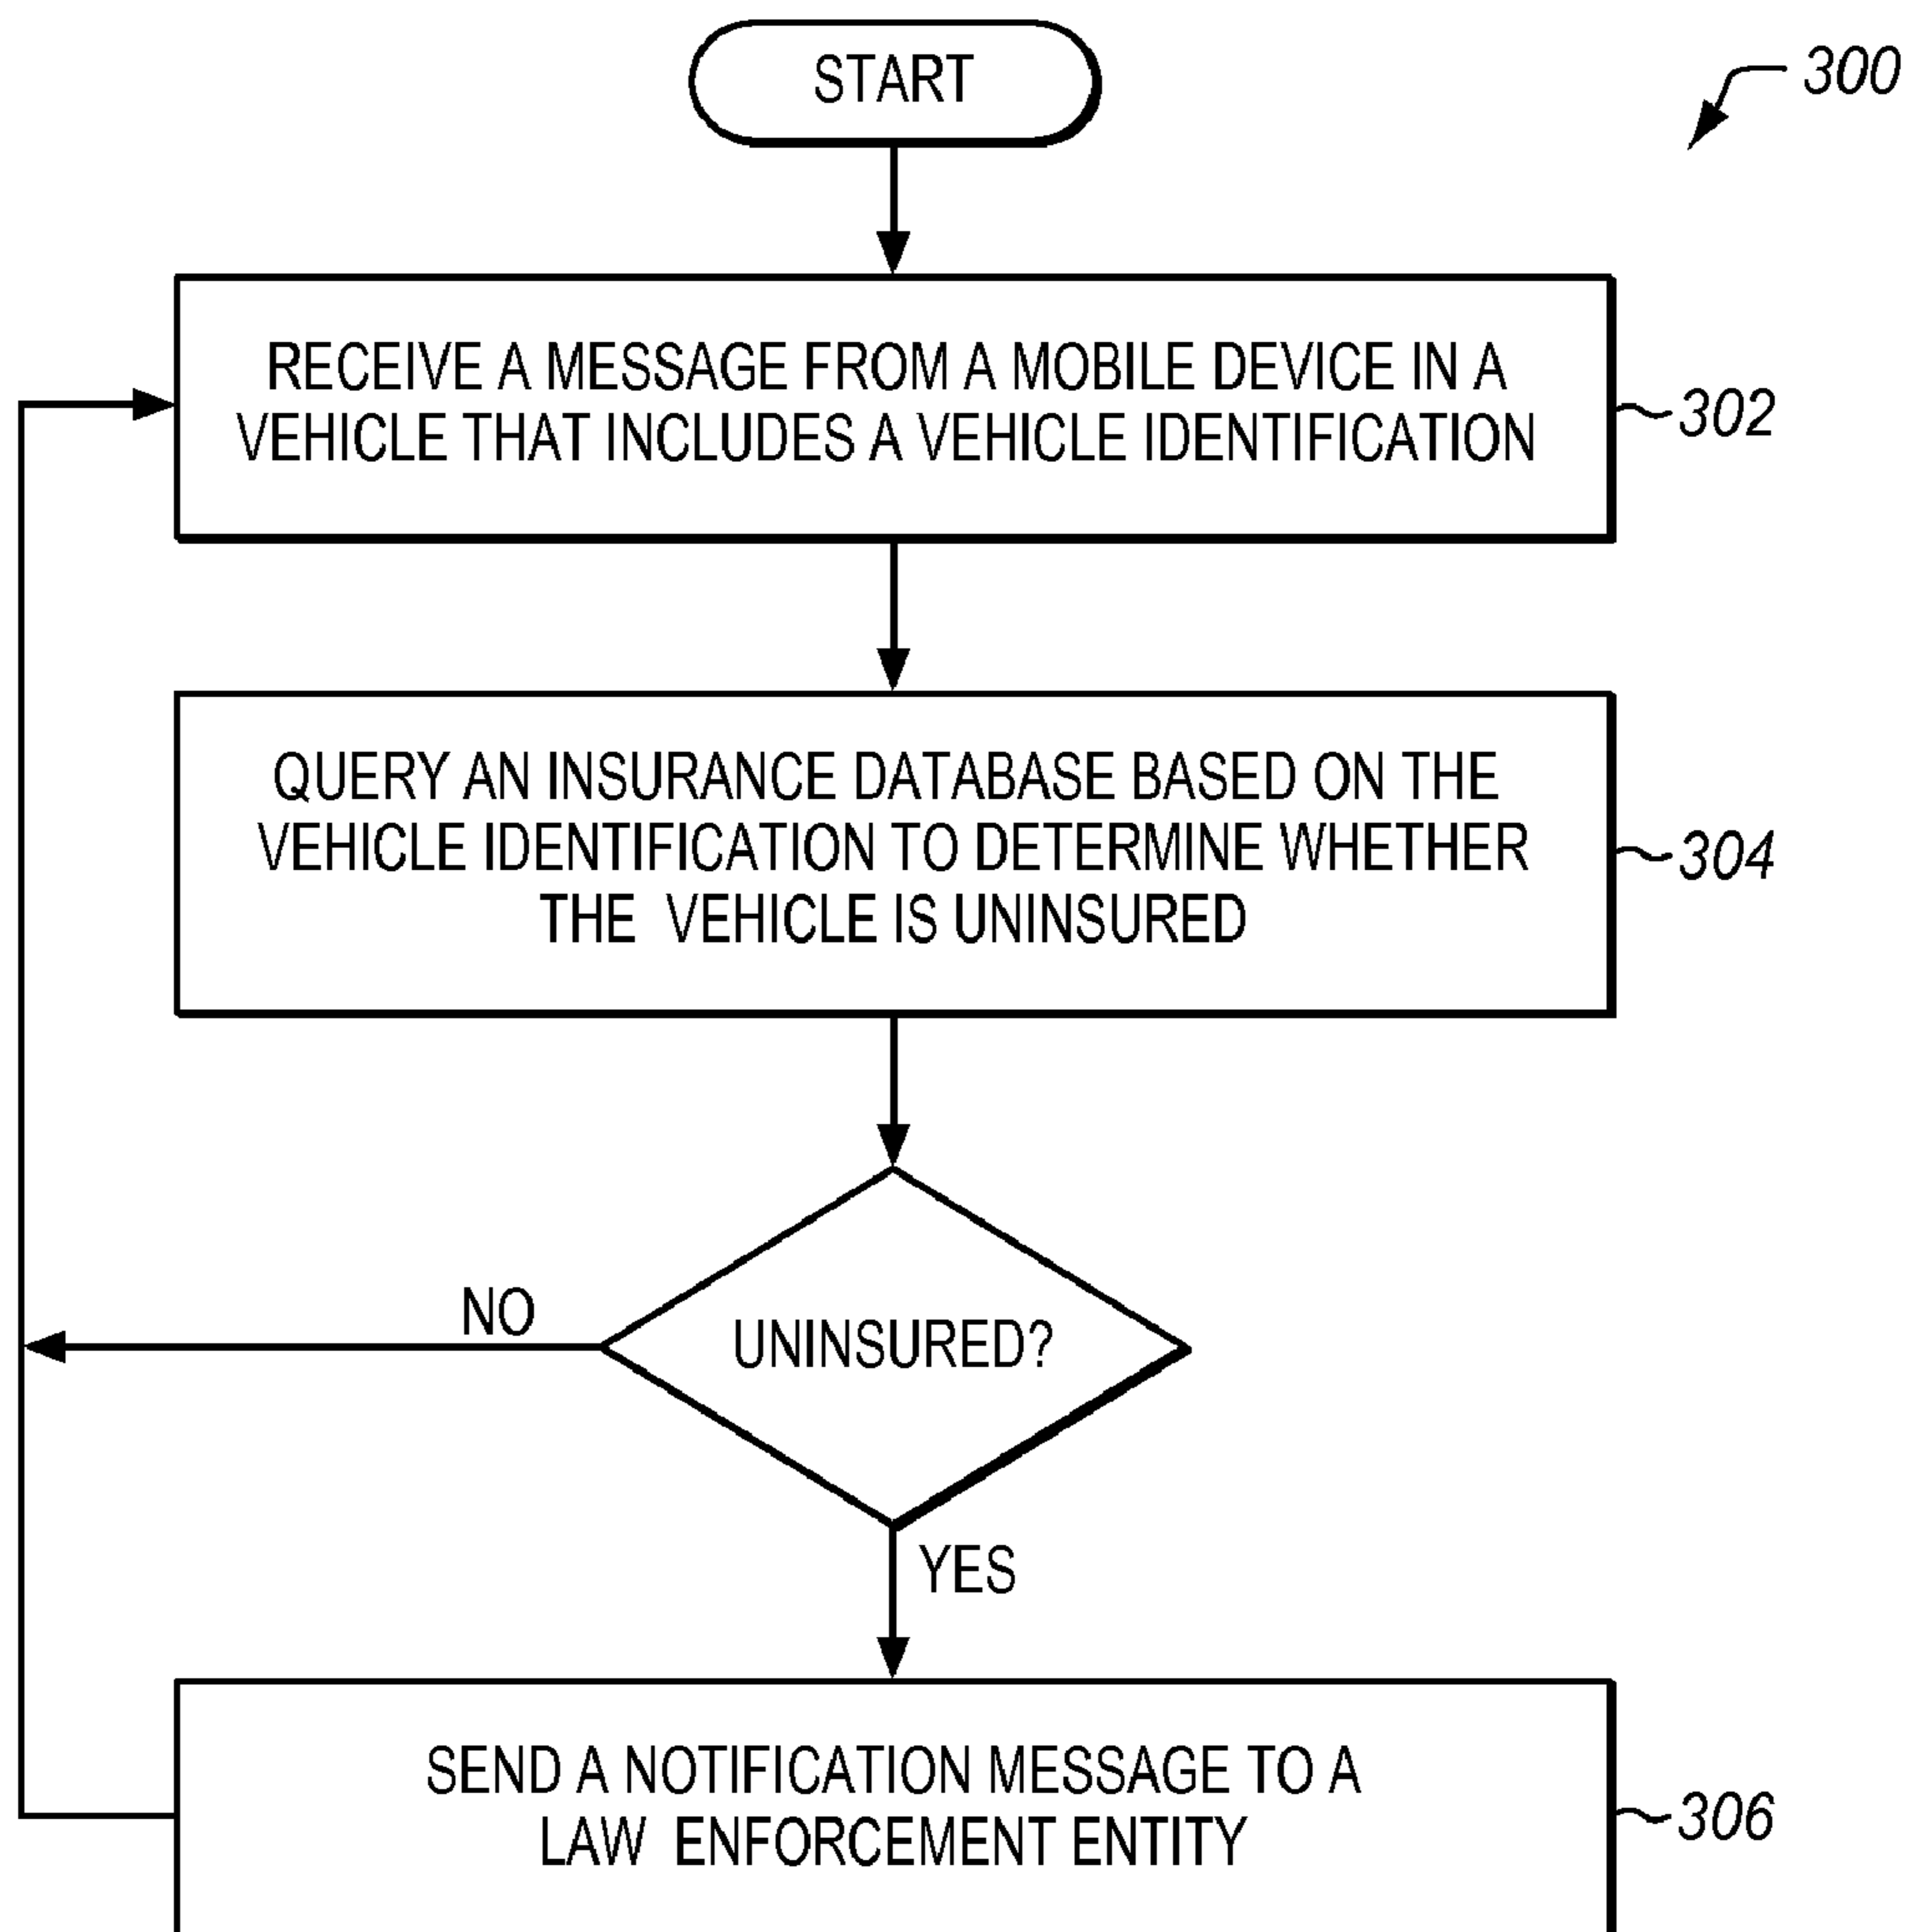 START
300
RECEIVE A MESSAGE FROM A MOBILE DEVICE IN A
VEHICLE THAT INCLUDES A VEHICLE IDENTIFICATION
302
QUERY AN INSURANCE DATABASE BASED ON THE
VEHICLE IDENTIFICATION TO DETERMINE WHETHER
THE VEHICLE IS UNINSURED
304
NO
UNINSURED?
YES
SEND A NOTIFICATION MESSAGE TO A
LAW ENFORCEMENT ENTITY
306